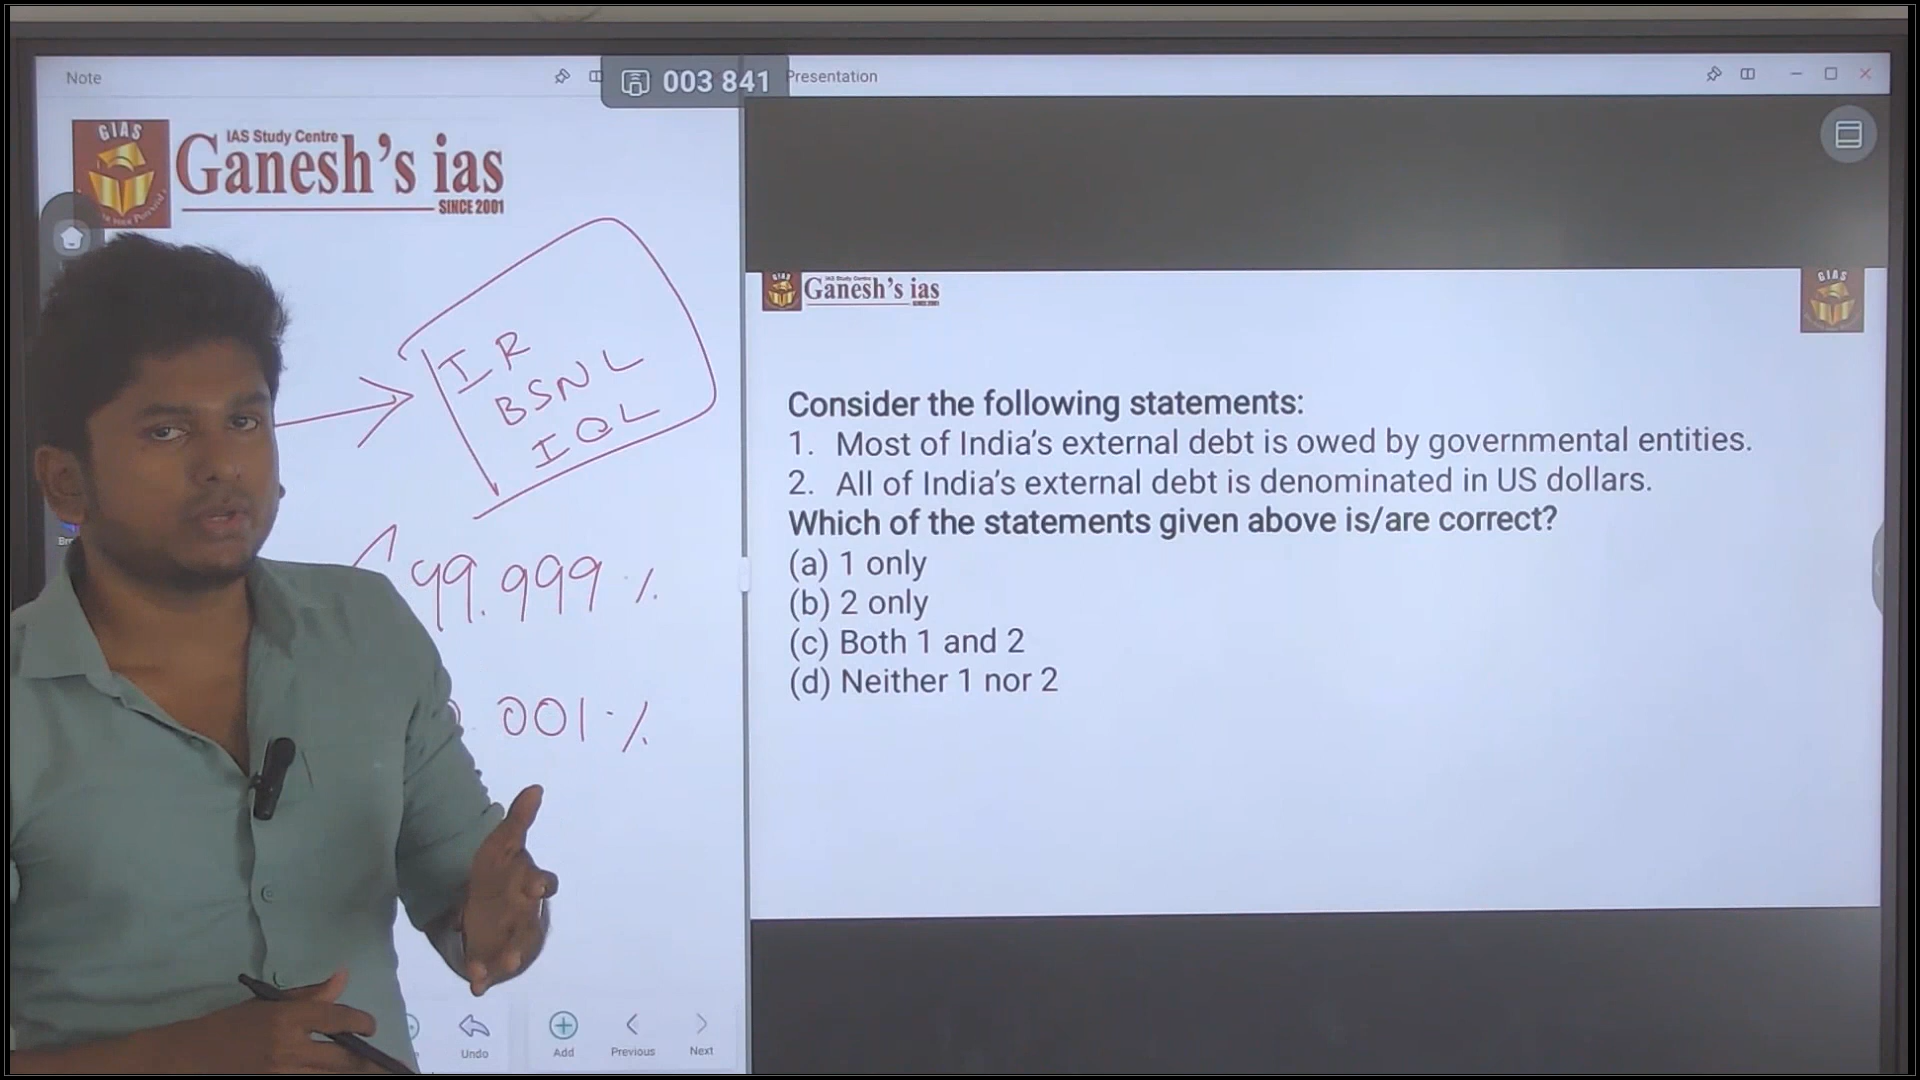 Note
003 841
Presentation
GIAS
IAS Study Centre
Ganesh's ias
SINCE 2001
IR
BSNL
IOL
99.999 %
001 %
Undo
Add
Previous
Next
GIAS
Ganesh's ias
GIAS
Consider the following statements:
1. Most of India's external debt is owed by governmental entities.
2. All of India's external debt is denominated in US dollars.
Which of the statements given above is/are correct?
(a) 1 only
(b) 2 only
(c) Both 1 and 2
(d) Neither 1 nor 2